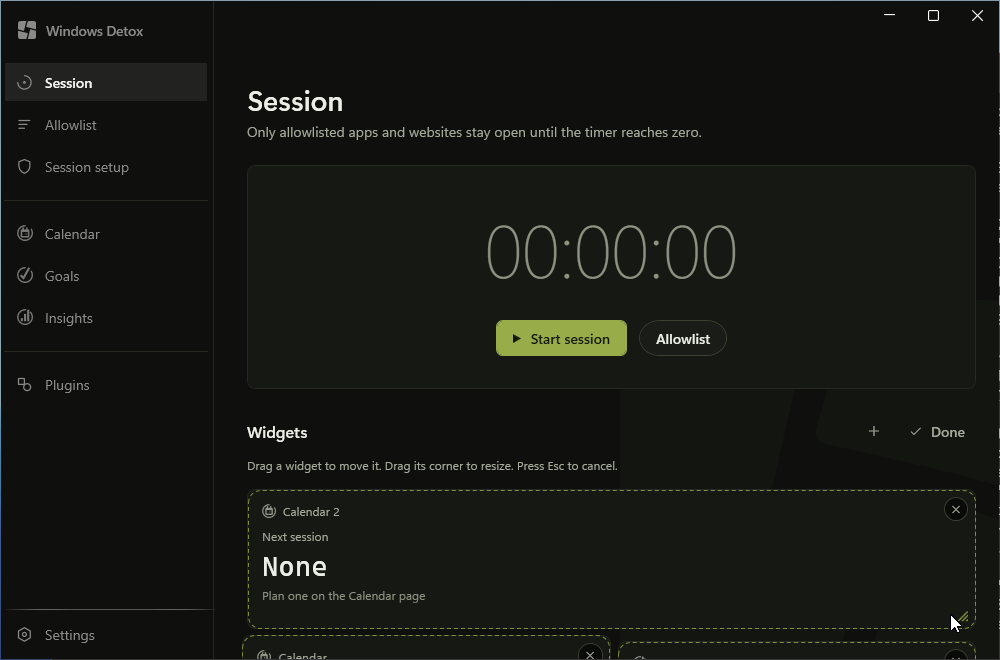 Windows Detox
Session
Allowlist
Session setup
Calendar
Goals
Insights
Plugins
Settings
Session
Only allowlisted apps and websites stay open until the timer reaches zero.
00:00:00
Start session
Allowlist
Widgets
Done
Drag a widget to move it. Drag its corner to resize. Press Esc to cancel.
Calendar 2
Next session
None
Plan one on the Calendar page
Calendar